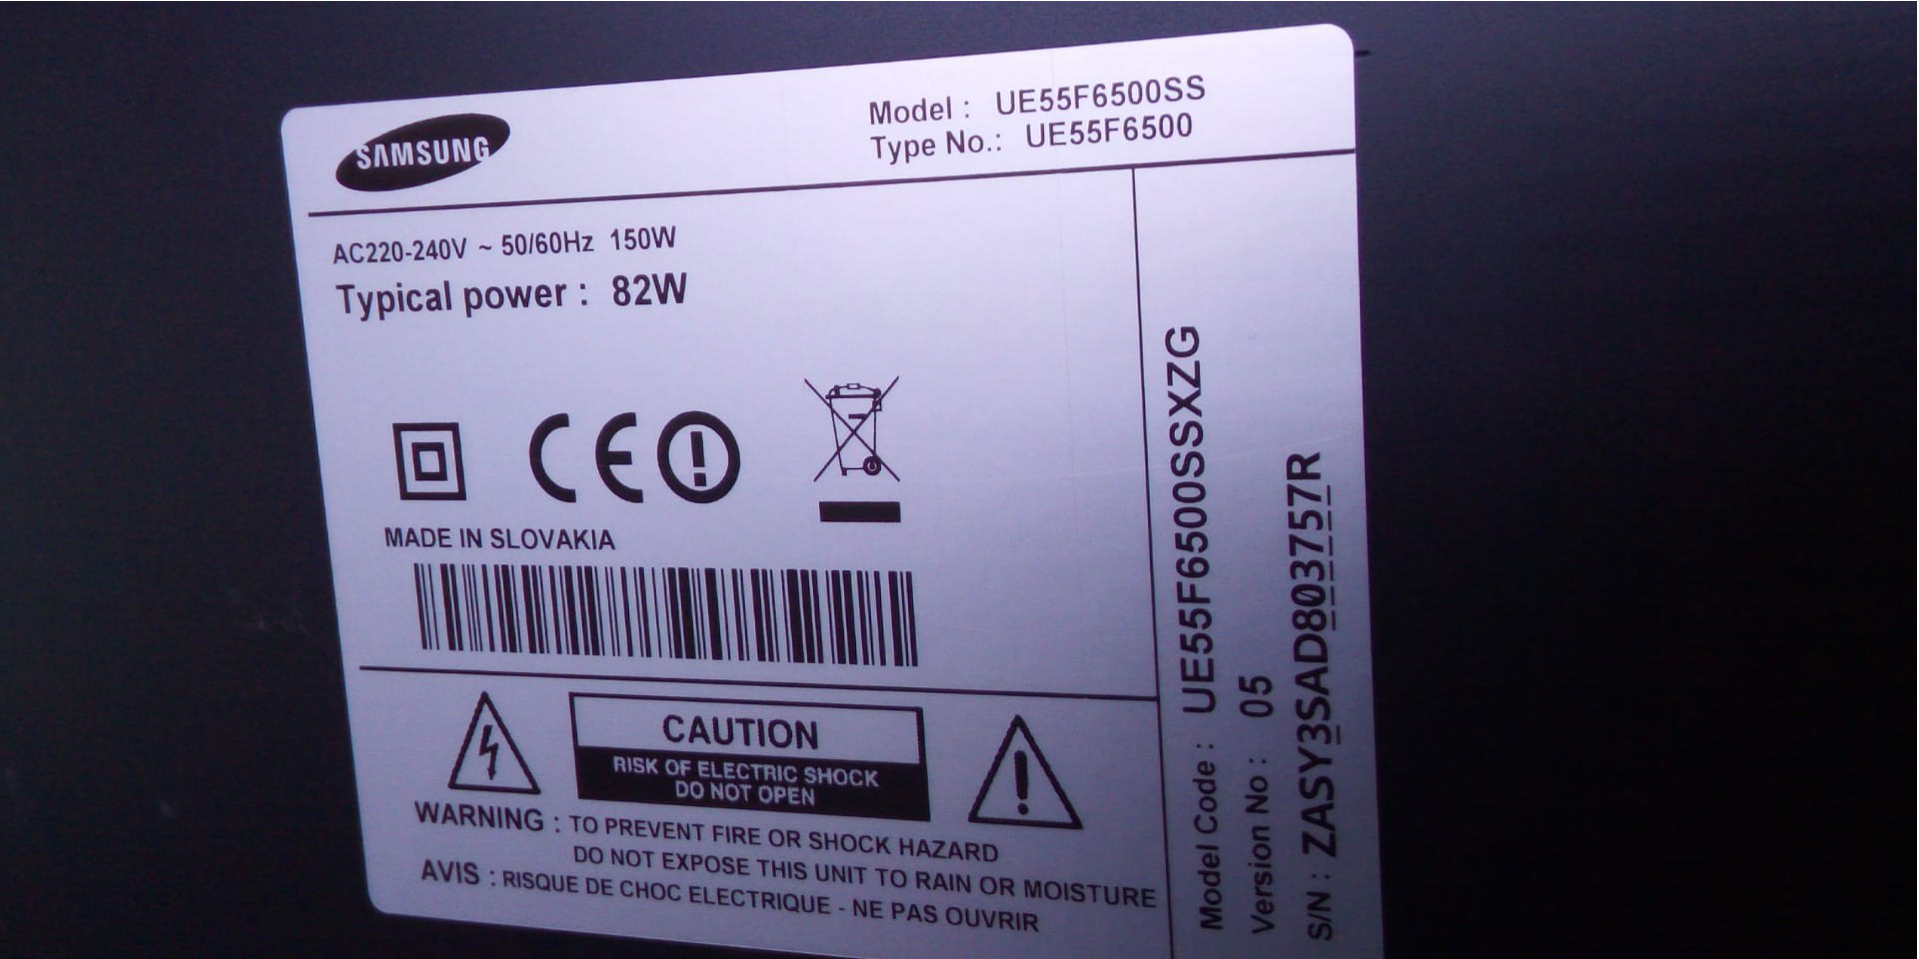 SAMSUNG
Model : UE55F6500SS
Type No.: UE55F6500
AC220-240V ~ 50/60Hz 150W
Typical power : 82W
CE
MADE IN SLOVAKIA
CAUTION
RISK OF ELECTRIC SHOCK
DO NOT OPEN
WARNING : TO PREVENT FIRE OR SHOCK HAZARD
DO NOT EXPOSE THIS UNIT TO RAIN OR MOISTURE
AVIS : RISQUE DE CHOC ELECTRIQUE - NE PAS OUVRIR
Model Code : UE55F6500SSXZG
Version No : 05
S/N : ZASY3SAD803757R